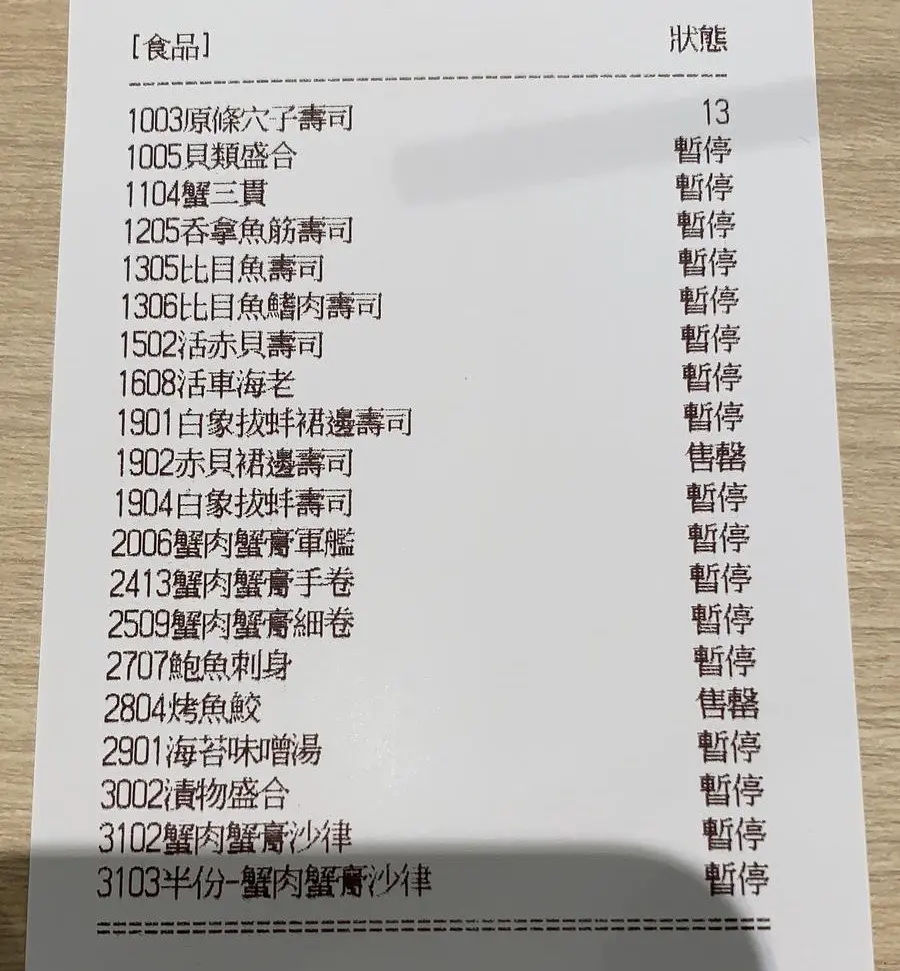 [食品] 狀態
1003原條穴子壽司 13
1005貝類盛合 暫停
1104蟹三貫 暫停
1205吞拿魚筋壽司 暫停
1305比目魚壽司 暫停
1306比目魚鰭肉壽司 暫停
1502活赤貝壽司 暫停
1608活車海老 暫停
1901白象拔蚌裙邊壽司 暫停
1902赤貝裙邊壽司 售罄
1904白象拔蚌壽司 暫停
2006蟹肉蟹膏軍艦 暫停
2413蟹肉蟹膏手卷 暫停
2509蟹肉蟹膏細卷 暫停
2707鮑魚刺身 暫停
2804烤魚鮫 售罄
2901海苔味噌湯 暫停
3002漬物盛合 暫停
3102蟹肉蟹膏沙律 暫停
3103半份-蟹肉蟹膏沙律 暫停